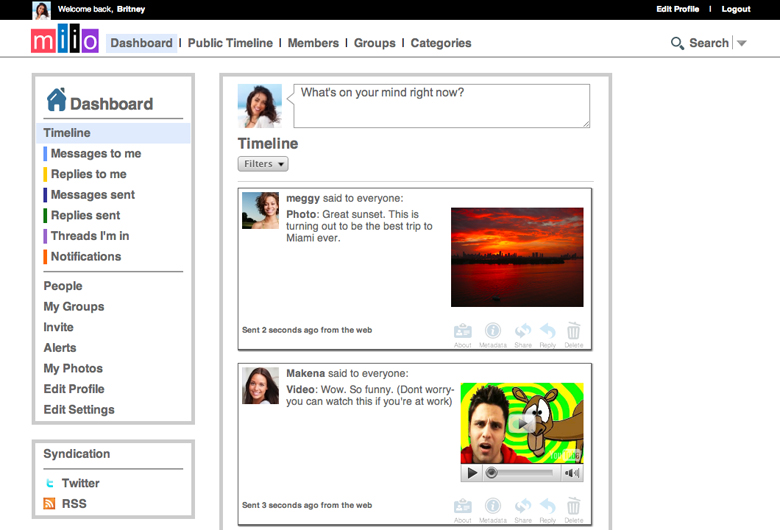 Welcome back, Britney
Edit Profile | Logout
miio
Dashboard | Public Timeline | Members | Groups | Categories
Search
Dashboard
Timeline
Messages to me
Replies to me
Messages sent
Replies sent
Threads I'm in
Notifications
People
My Groups
Invite
Alerts
My Photos
Edit Profile
Edit Settings
Syndication
Twitter
RSS
What's on your mind right now?
Timeline
Filters
meggy said to everyone:
Photo: Great sunset. This is
turning out to be the best trip to
Miami ever.
Sent 2 seconds ago from the web
About Metadata Share Reply Delete
Makena said to everyone:
Video: Wow. So funny. (Dont worry-
you can watch this if you're at work)
Sent 3 seconds ago from the web
About Metadata Share Reply Delete